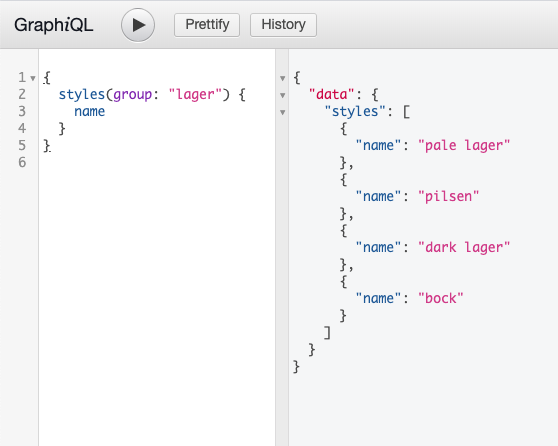 GraphiQL Prettify History
1 {
2   styles(group: "lager") {
3     name
4   }
5 }
6
{
  "data": {
    "styles": [
      {
        "name": "pale lager"
      },
      {
        "name": "pilsen"
      },
      {
        "name": "dark lager"
      },
      {
        "name": "bock"
      }
    ]
  }
}